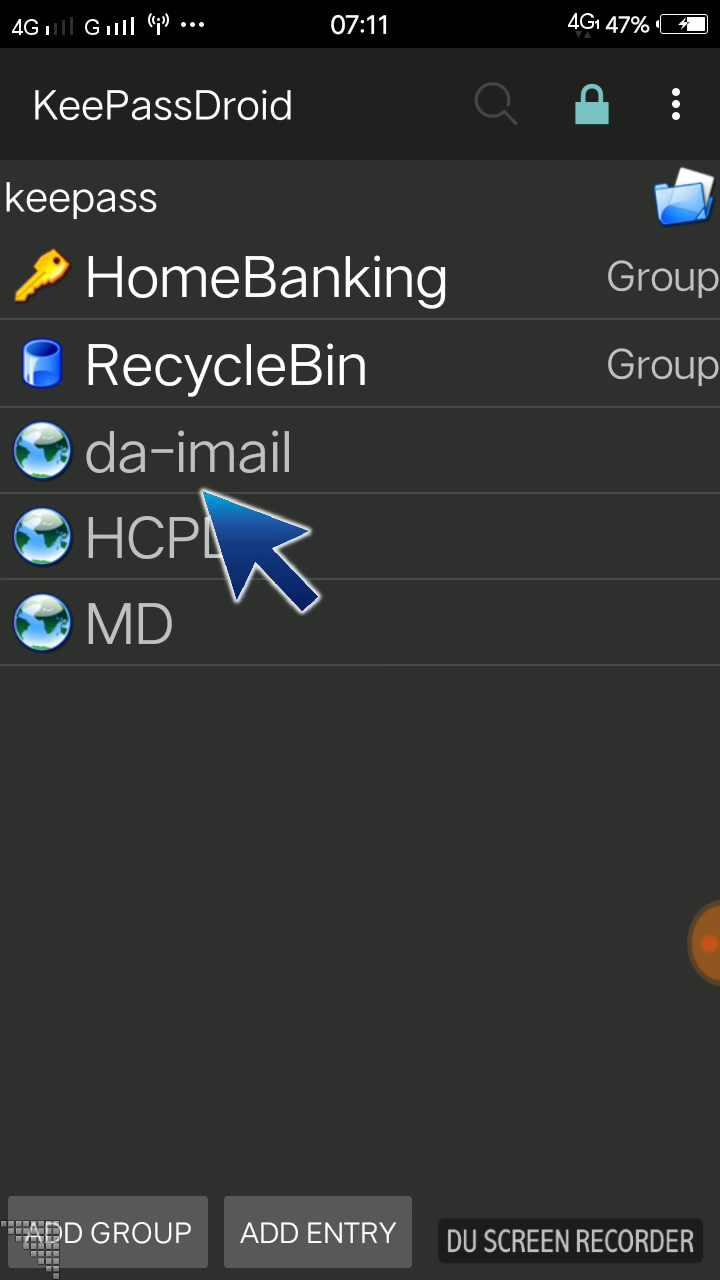 4G G 07:11 4G1 47%
KeePassDroid
keepass
HomeBanking Group
RecycleBin Group
da-imail
MD
ADD GROUP ADD ENTRY DU SCREEN RECORDER